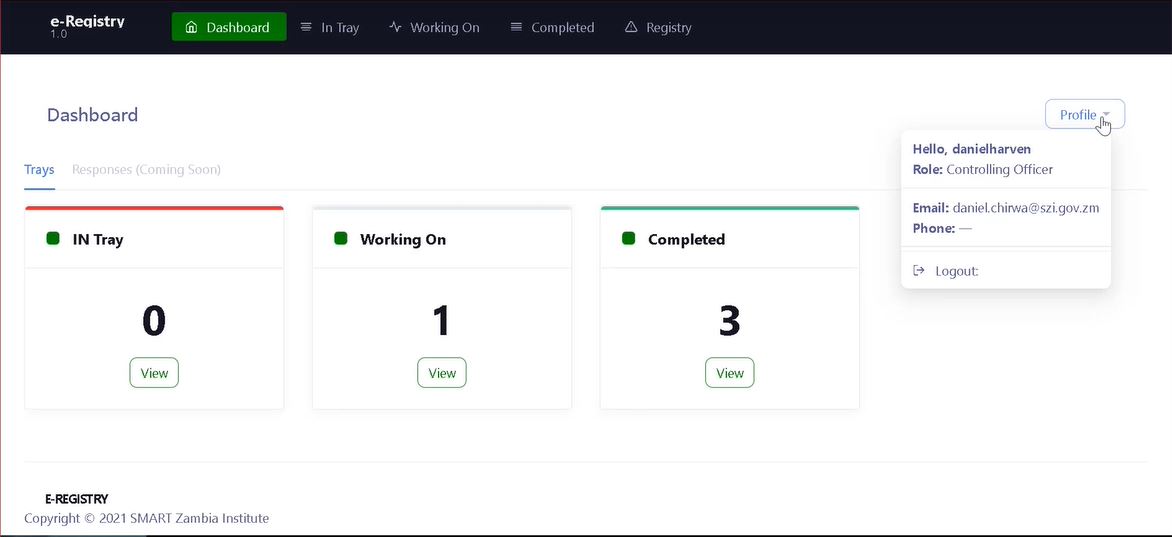 e-Registry
1.0
Dashboard
In Tray
Working On
Completed
Registry
Dashboard
Profile
Hello, danielharven
Role: Controlling Officer
Email: daniel.chirwa@szi.gov.zm
Phone: —
Logout:
Trays
Responses (Coming Soon)
IN Tray
0
View
Working On
1
View
Completed
3
View
E-REGISTRY
Copyright © 2021 SMART Zambia Institute